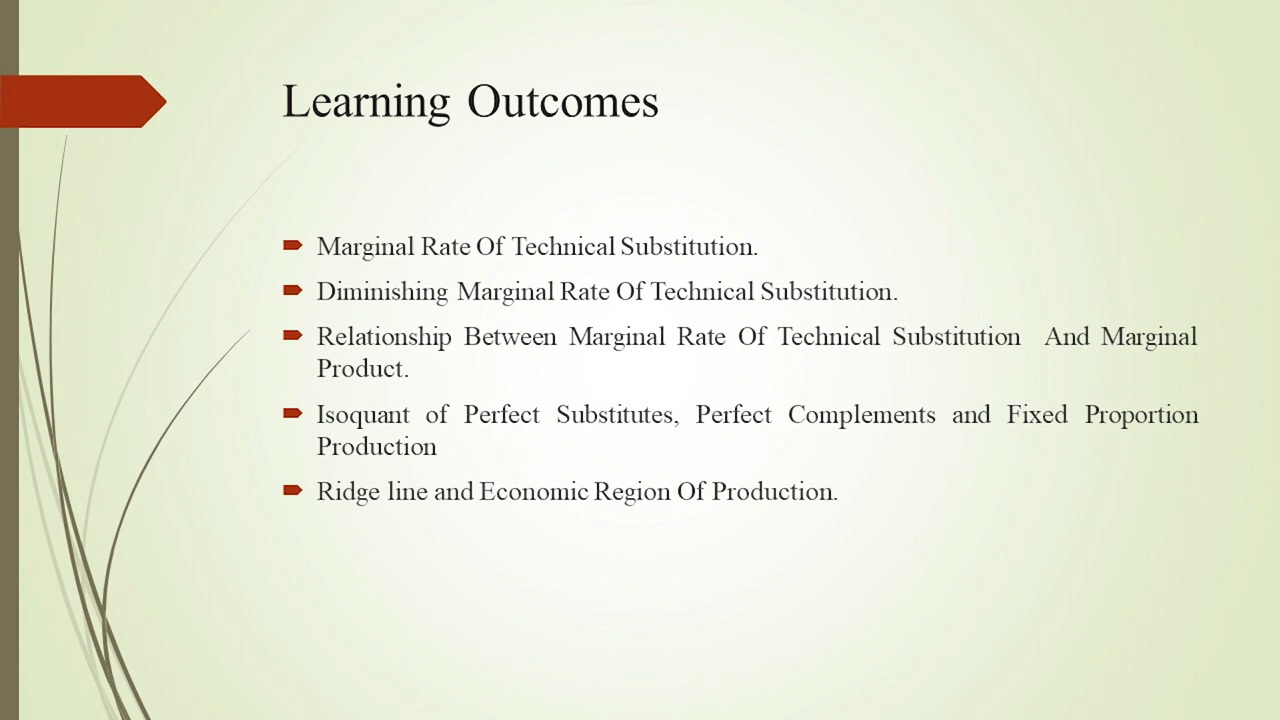 Learning Outcomes
Marginal Rate Of Technical Substitution.
Diminishing Marginal Rate Of Technical Substitution.
Relationship Between Marginal Rate Of Technical Substitution And Marginal
Product.
Isoquant of Perfect Substitutes, Perfect Complements and Fixed Proportion
Production
Ridge line and Economic Region Of Production.